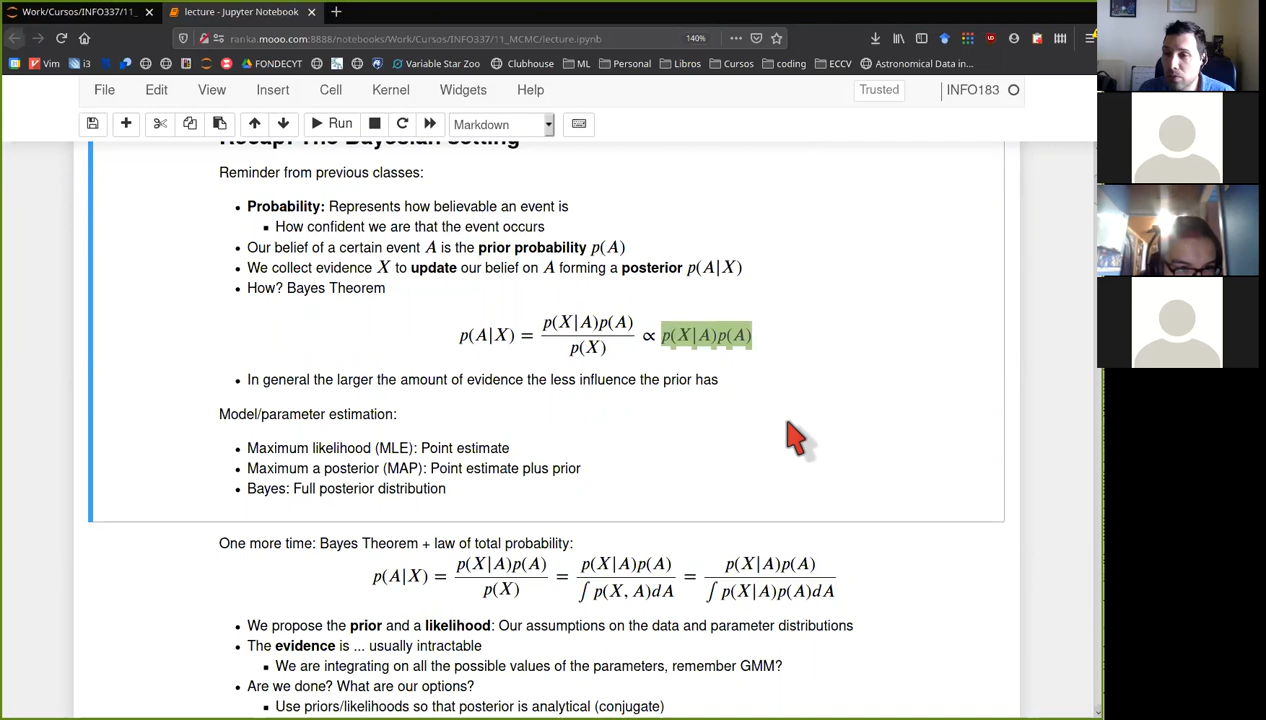 Work/Cursos/INFO337/11_
lecture - Jupyter Notebook
ranka.mooo.com:8888/notebooks/Work/Cursos/INFO337/11_MCMC/lecture.ipynb
140%
Vim
i3
FONDECYT
Variable Star Zoo
Clubhouse
ML
Personal
Libros
Cursos
coding
ECCV
Astronomical Data in...
File Edit View Insert Cell Kernel Widgets Help
Trusted
INFO183
Run
Markdown
Recap: The Bayesian setting
Reminder from previous classes:
• Probability: Represents how believable an event is
▪ How confident we are that the event occurs
• Our belief of a certain event A is the prior probability p(A)
• We collect evidence X to update our belief on A forming a posterior p(A|X)
• How? Bayes Theorem
p(A|X) = p(X|A)p(A) / p(X) ∝ p(X|A)p(A)
• In general the larger the amount of evidence the less influence the prior has
Model/parameter estimation:
• Maximum likelihood (MLE): Point estimate
• Maximum a posterior (MAP): Point estimate plus prior
• Bayes: Full posterior distribution
One more time: Bayes Theorem + law of total probability:
p(A|X) = p(X|A)p(A) / p(X) = p(X|A)p(A) / ∫ p(X, A)dA = p(X|A)p(A) / ∫ p(X|A)p(A)dA
• We propose the prior and a likelihood: Our assumptions on the data and parameter distributions
• The evidence is ... usually intractable
▪ We are integrating on all the possible values of the parameters, remember GMM?
• Are we done? What are our options?
▪ Use priors/likelihoods so that posterior is analytical (conjugate)